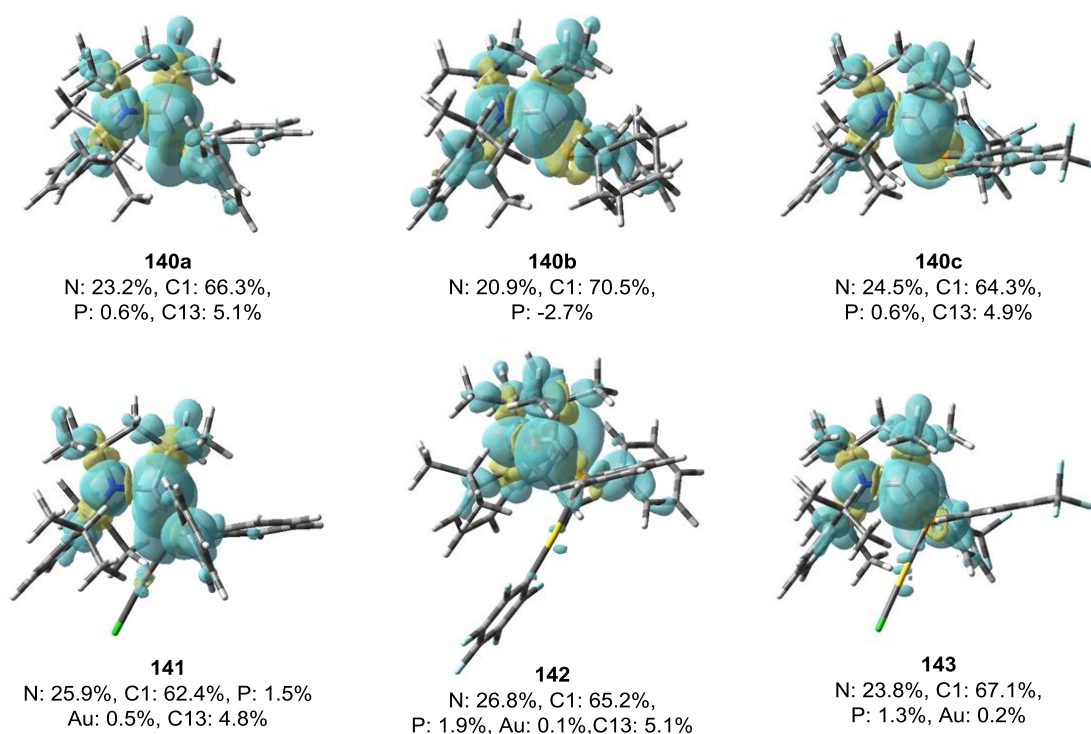 140a
N: 23.2%, C1: 66.3%,
P: 0.6%, C13: 5.1%
140b
N: 20.9%, C1: 70.5%,
P: -2.7%
140c
N: 24.5%, C1: 64.3%,
P: 0.6%, C13: 4.9%
141
N: 25.9%, C1: 62.4%, P: 1.5%
Au: 0.5%, C13: 4.8%
142
N: 26.8%, C1: 65.2%,
P: 1.9%, Au: 0.1%,C13: 5.1%
143
N: 23.8%, C1: 67.1%,
P: 1.3%, Au: 0.2%